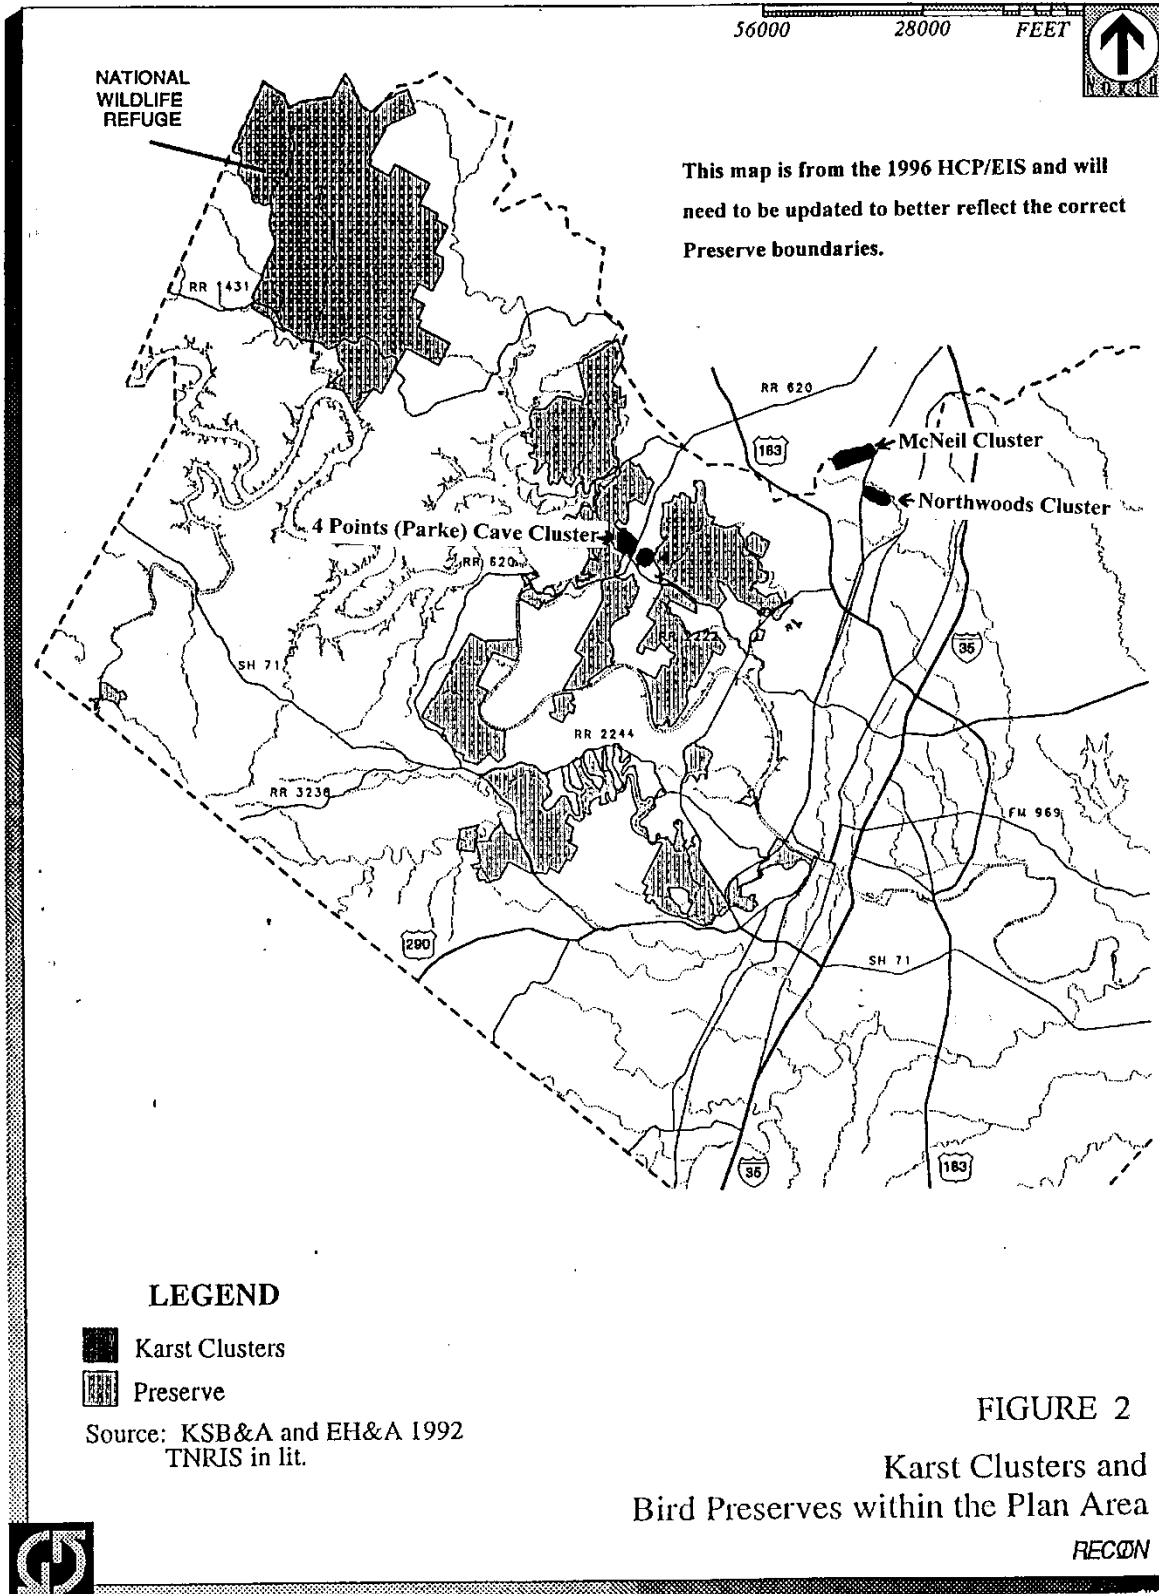 56000 28000 FEET
NORTH
NATIONAL
WILDLIFE
REFUGE
This map is from the 1996 HCP/EIS and will
need to be updated to better reflect the correct
Preserve boundaries.
RR 1431
RR 620
183
McNeil Cluster
Northwoods Cluster
4 Points (Parke) Cave Cluster
RR 620
RR 2222
35
SH 71
RR 2244
RR 3238
FM 969
290
SH 71
35
183
LEGEND
Karst Clusters
Preserve
Source: KSB&A and EH&A 1992
TNRIS in lit.
FIGURE 2
Karst Clusters and
Bird Preserves within the Plan Area
RECON